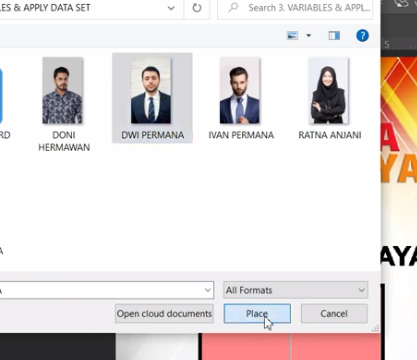 LES & APPLY DATA SET
Search 3. VARIABLES & APPL...
RD
DONI
HERMAWAN
DWI PERMANA
IVAN PERMANA
RATNA ANJANI
A
All Formats
Open cloud documents
Place
Cancel
A
YA
AYA